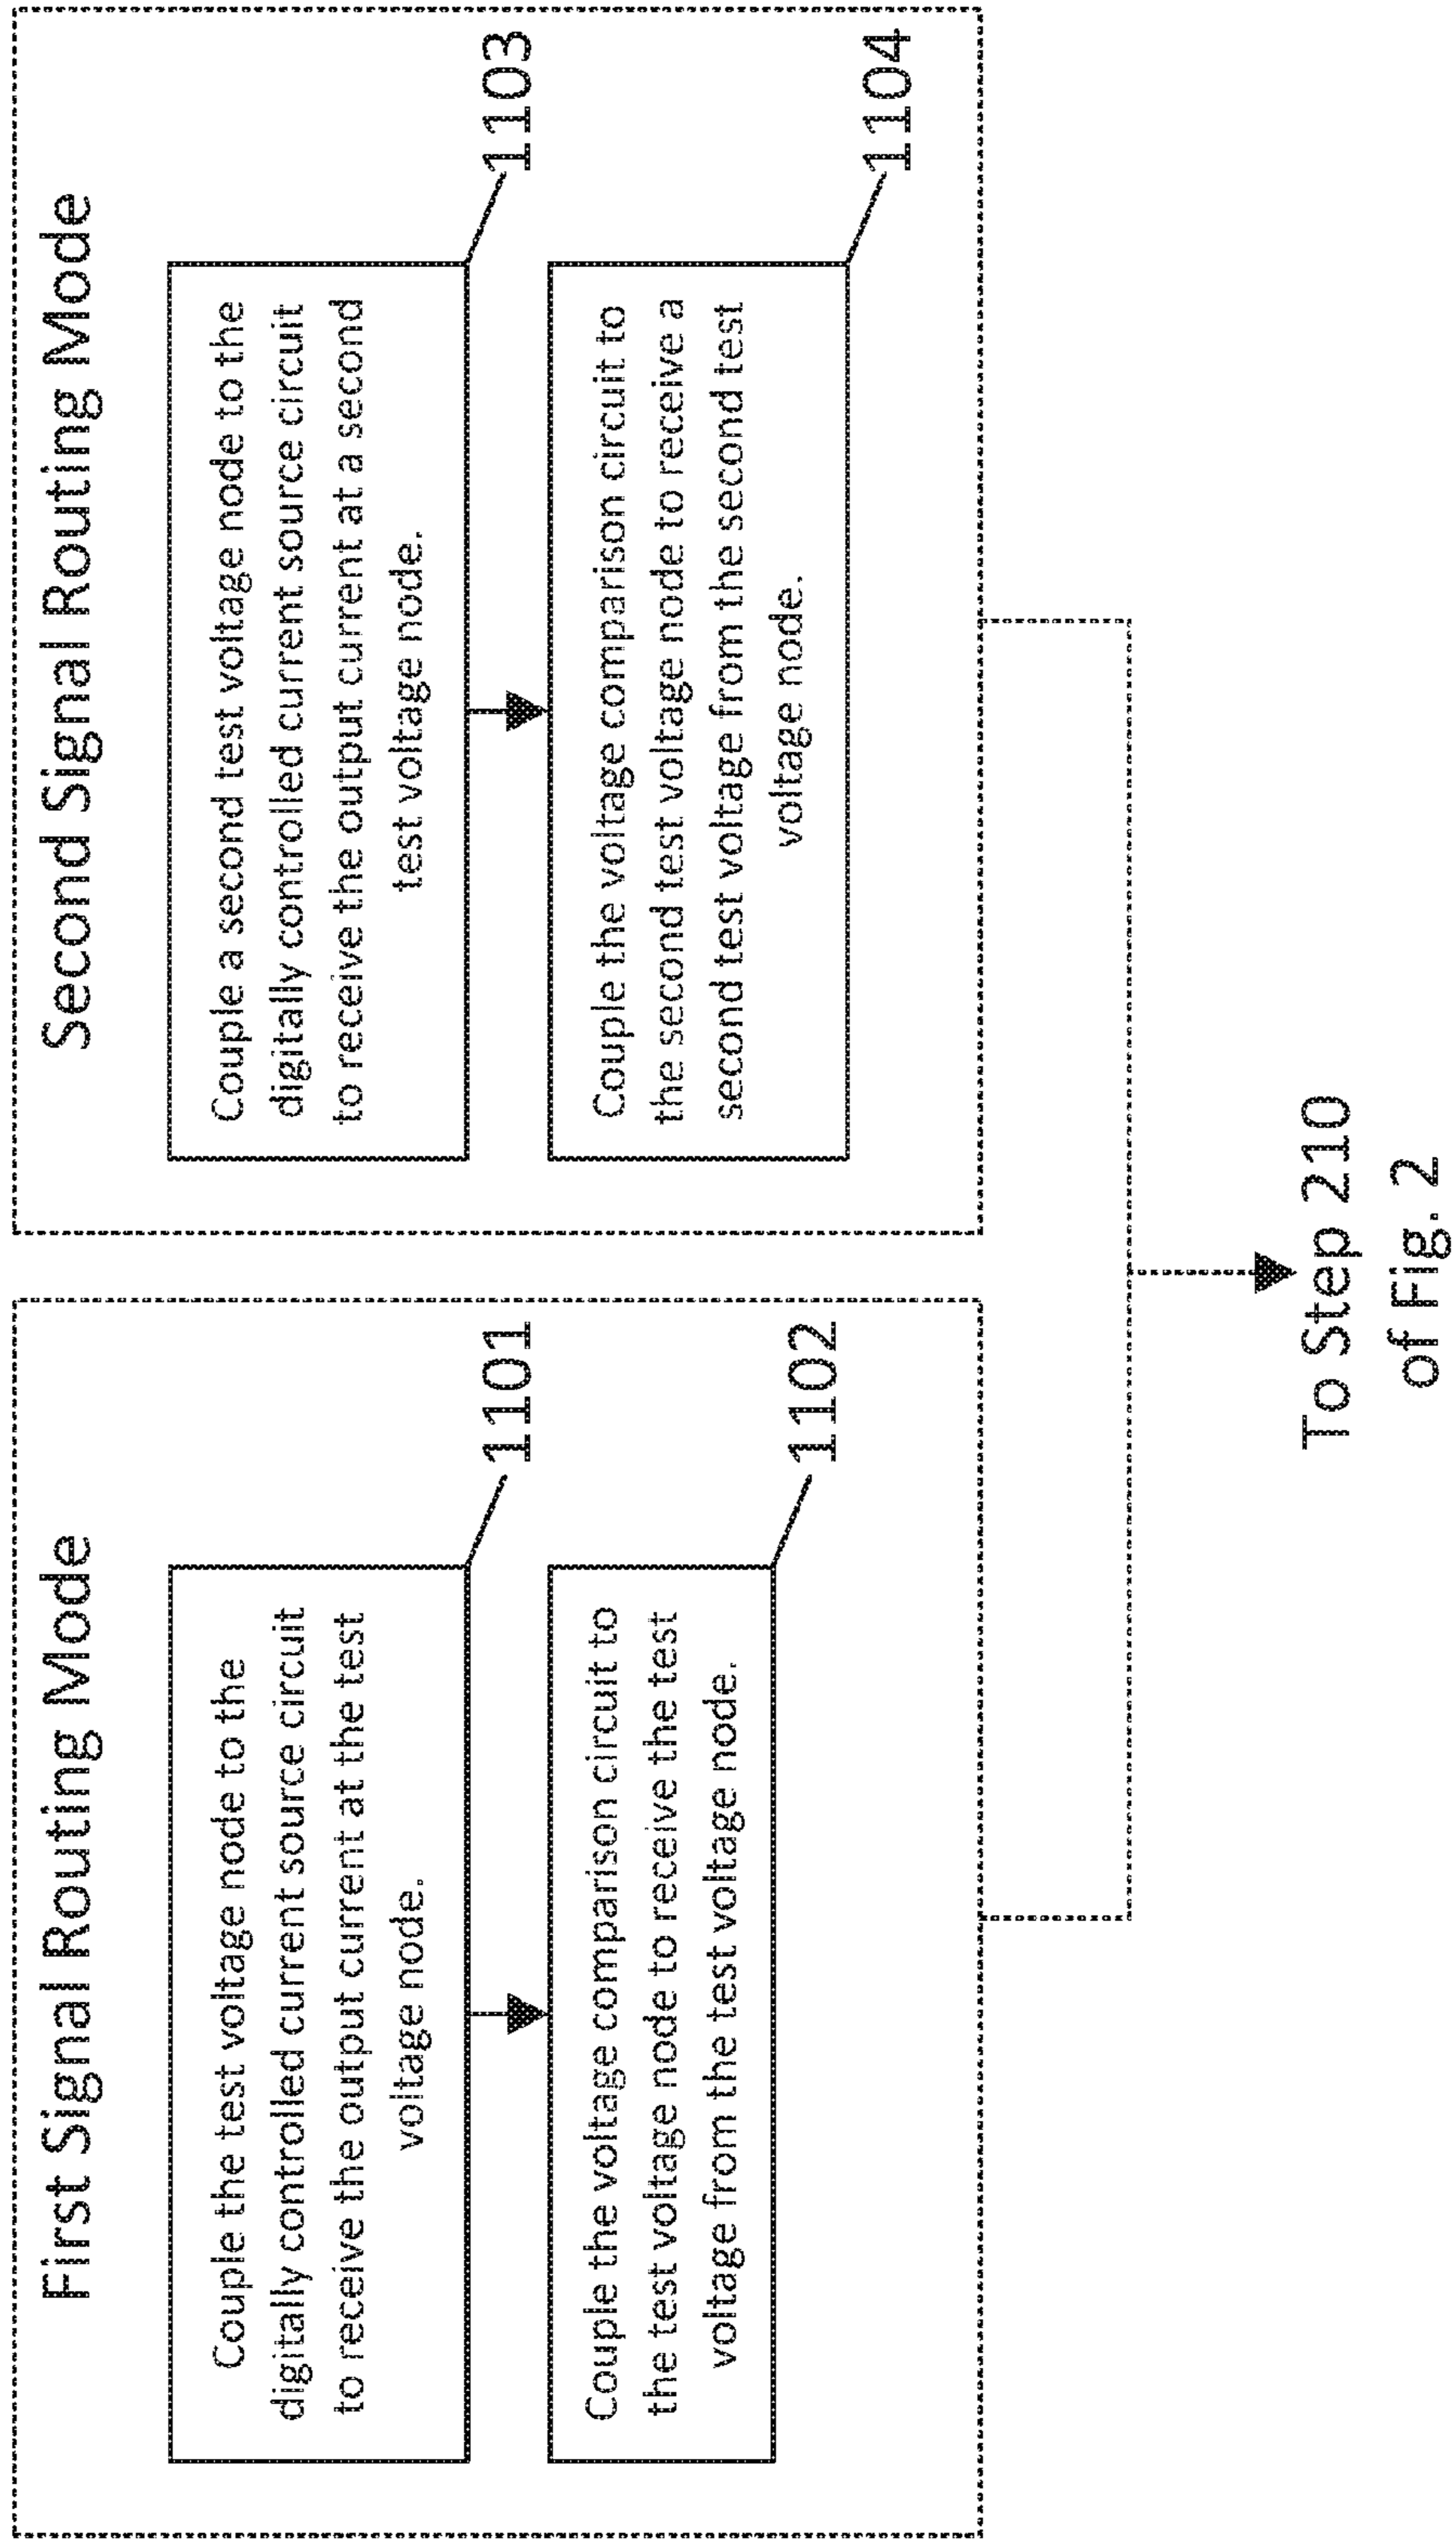 First Signal Routing Mode
Couple the test voltage node to the
digitally controlled current source circuit
to receive the output current at the test
voltage node.
1101
Couple the voltage comparison circuit to
the test voltage node to receive the test
voltage from the test voltage node.
1102
Second Signal Routing Mode
Couple a second test voltage node to the
digitally controlled current source circuit
to receive the output current at a second
test voltage node.
1103
Couple the voltage comparison circuit to
the second test voltage node to receive a
second test voltage from the second test
voltage node.
1104
To Step 210
of Fig. 2